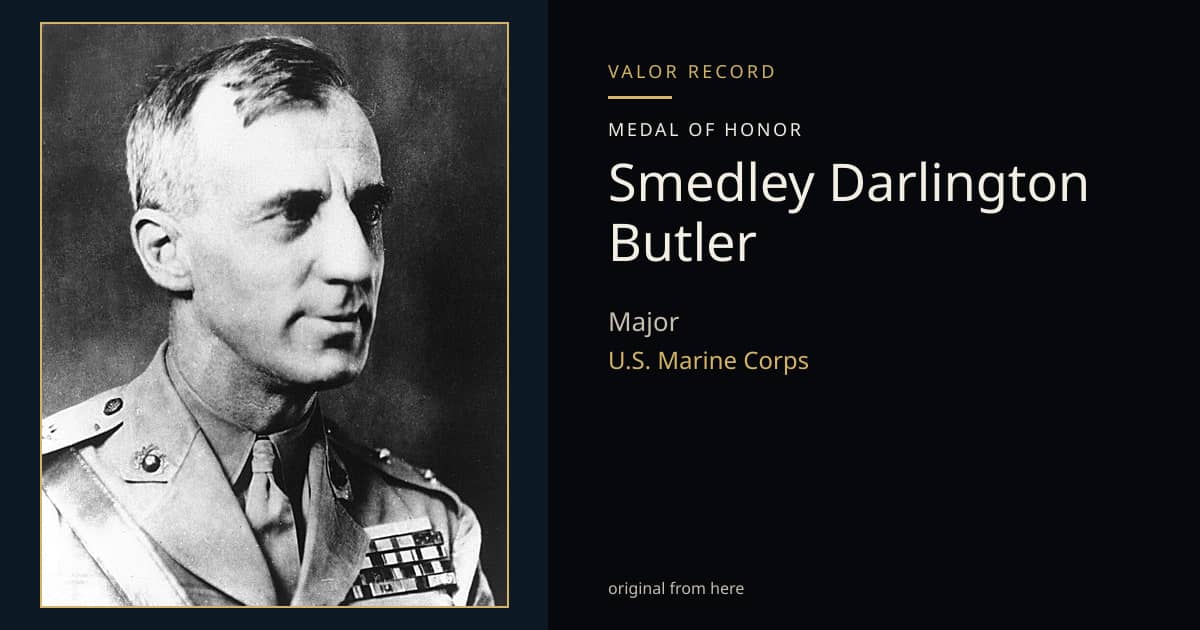 VALOR RECORD
MEDAL OF HONOR
Smedley Darlington
Butler
Major
U.S. Marine Corps
original from here